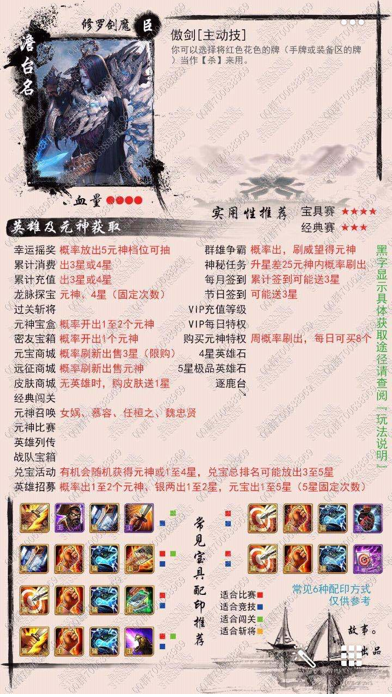 修罗剑魔
臣
澹台名
傲剑[主动技]
你可以选择将红色花色的牌（手牌或装备区的牌
）当作【杀】来用。
血量
实用性推荐
宝具赛 ★★★★
经典赛 ★★★
英雄及元神获取
幸运摇奖 概率放出5元神档位可抽
累计消费 出3星或4星
累计充值 出3星或4星
龙脉探宝 元神、4星（固定次数）
过关斩将
元神宝盒 概率开出1至2个元神
密友宝箱 概率开出1个元神
元宝商城 概率刷新出售3星（限购）
远征商城 概率刷新出售元神
皮肤商城 无英雄时，购皮肤送1星
经典闯关
元神召唤 女娲、慕容、任桓之、魏忠贤
元神比赛
英雄列传
战队宝箱
兑宝活动 有机会随机获得元神或1至4星，兑宝总排名可能放出3至5星
英雄招募 概率出1至2个元神、银两出1至2星，元宝出1至5星（5星固定次数）
群雄争霸 概率出，刷威望得元神
神秘任务 升星差25元神内概率刷出
每月签到 累计签到可能送3星
节日签到 可能送3星
VIP充值等级
VIP每日特权
购买元神特权 周概率刷出，每日可买8个
4星英雄石
5星极品英雄石
逐鹿台
黑字显示具体获取途径请查阅『玩法说明』
常见宝具配印推荐
适合比赛
适合竞技
适合闯关
适合斩将
常见6种配印方式
仅供参考
故事。
出品